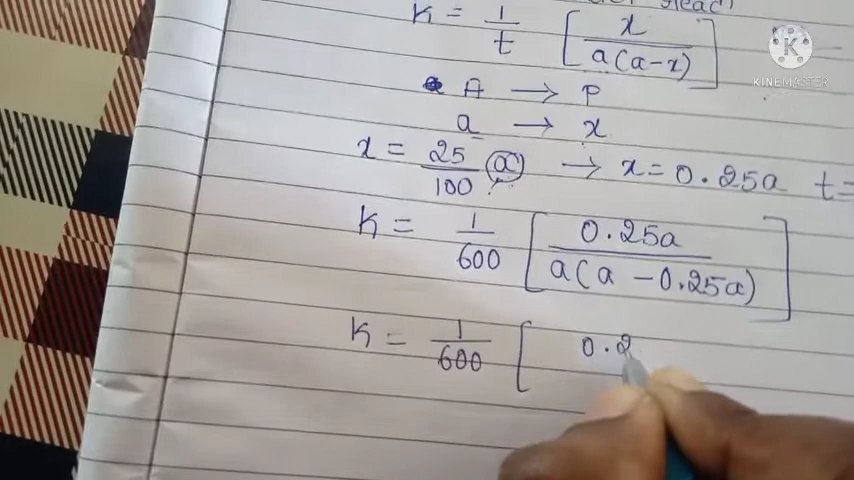 K = 1/t [x/a(a-x)]
K
KINEMASTER
A → P
a → x
x = 25/100 a → x = 0.25a t=
K = 1/600 [0.25a/a(a - 0.25a)]
K = 1/600 [ 0.2